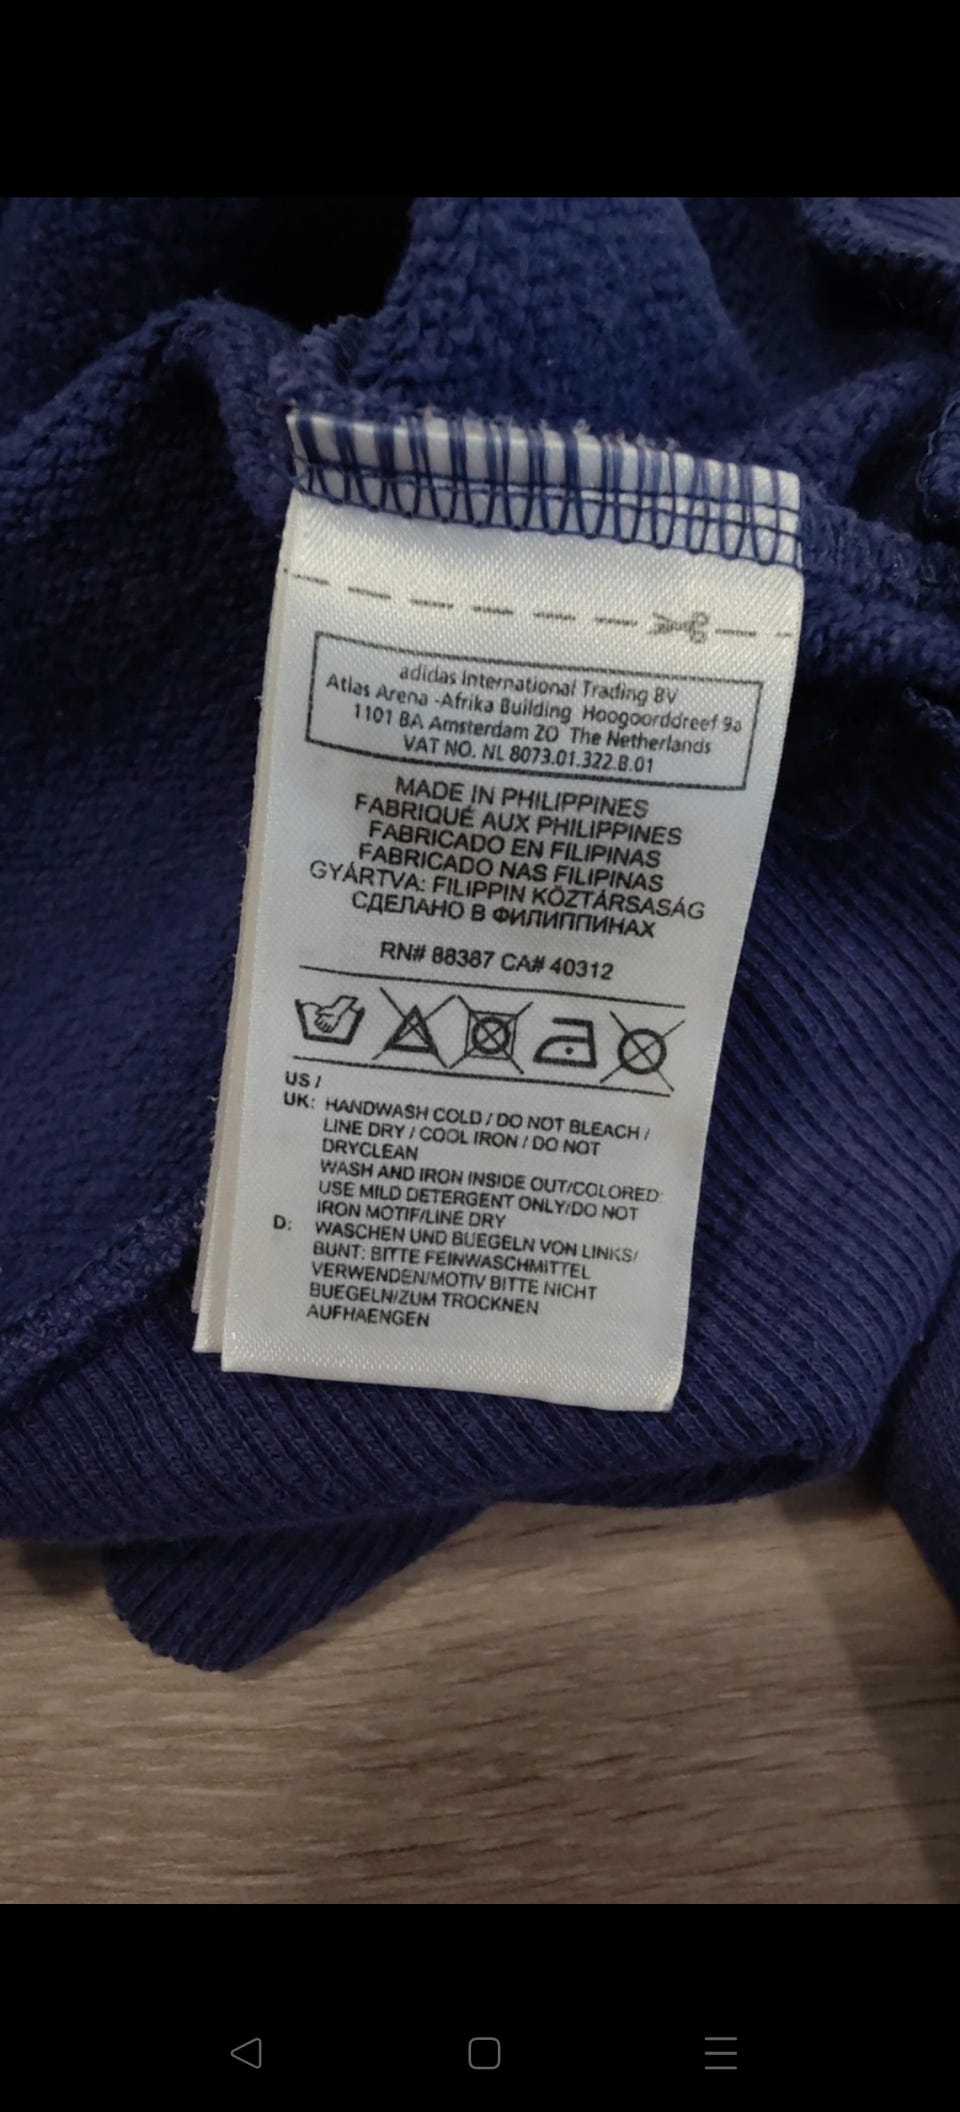 adidas International Trading BV
Atlas Arena -Afrika Building Hoogoorddreef 9a
1101 BA Amsterdam ZO The Netherlands
VAT NO. NL 8073.01.322.B.01
MADE IN PHILIPPINES
FABRIQUÉ AUX PHILIPPINES
FABRICADO EN FILIPINAS
FABRICADO NAS FILIPINAS
GYÁRTVA: FILIPPIN KÖZTÁRSASÁG
СДЕЛАНО В ФИЛИППИНАХ
RN# 88387 CA# 40312
US /
UK: HANDWASH COLD / DO NOT BLEACH /
LINE DRY / COOL IRON / DO NOT
DRYCLEAN
WASH AND IRON INSIDE OUT/COLORED:
USE MILD DETERGENT ONLY/DO NOT
IRON MOTIF/LINE DRY
D: WASCHEN UND BUEGELN VON LINKS/
BUNT: BITTE FEINWASCHMITTEL
VERWENDEN/MOTIV BITTE NICHT
BUEGELN/ZUM TROCKNEN
AUFHAENGEN